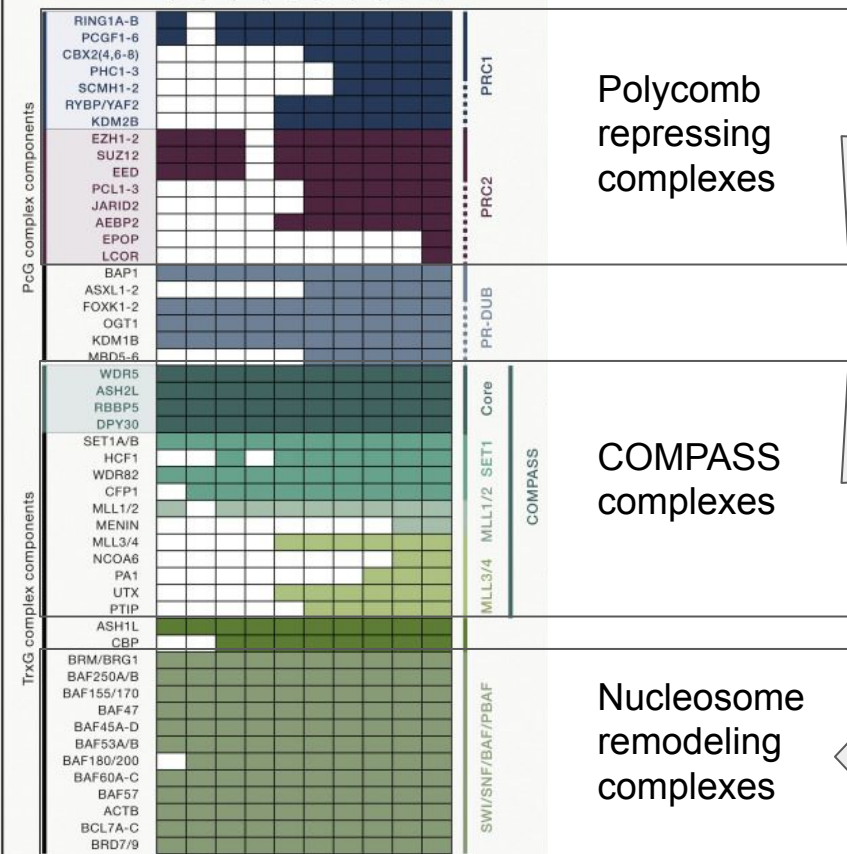 PcG complex components
RING1A-B
PCGF1-6
CBX2(4,6-8)
PHC1-3
SCMH1-2
RYBP/YAF2
KDM2B
PRC1
EZH1-2
SUZ12
EED
PCL1-3
JARID2
AEBP2
EPOP
LCOR
PRC2
Polycomb
repressing
complexes
BAP1
ASXL1-2
FOXK1-2
OGT1
KDM1B
MBD5-6
PR-DUB
TrxG complex components
WDR5
ASH2L
RBBP5
DPY30
Core
SET1A/B
HCF1
WDR82
CFP1
SET1
MLL1/2
MENIN
MLL1/2
MLL3/4
NCOA6
PA1
UTX
PTIP
MLL3/4
COMPASS
COMPASS
complexes
ASH1L
CBP
BRM/BRG1
BAF250A/B
BAF155/170
BAF47
BAF45A-D
BAF53A/B
BAF180/200
BAF60A-C
BAF57
ACTB
BCL7A-C
BRD7/9
SWI/SNF/BAF/PBAF
Nucleosome
remodeling
complexes